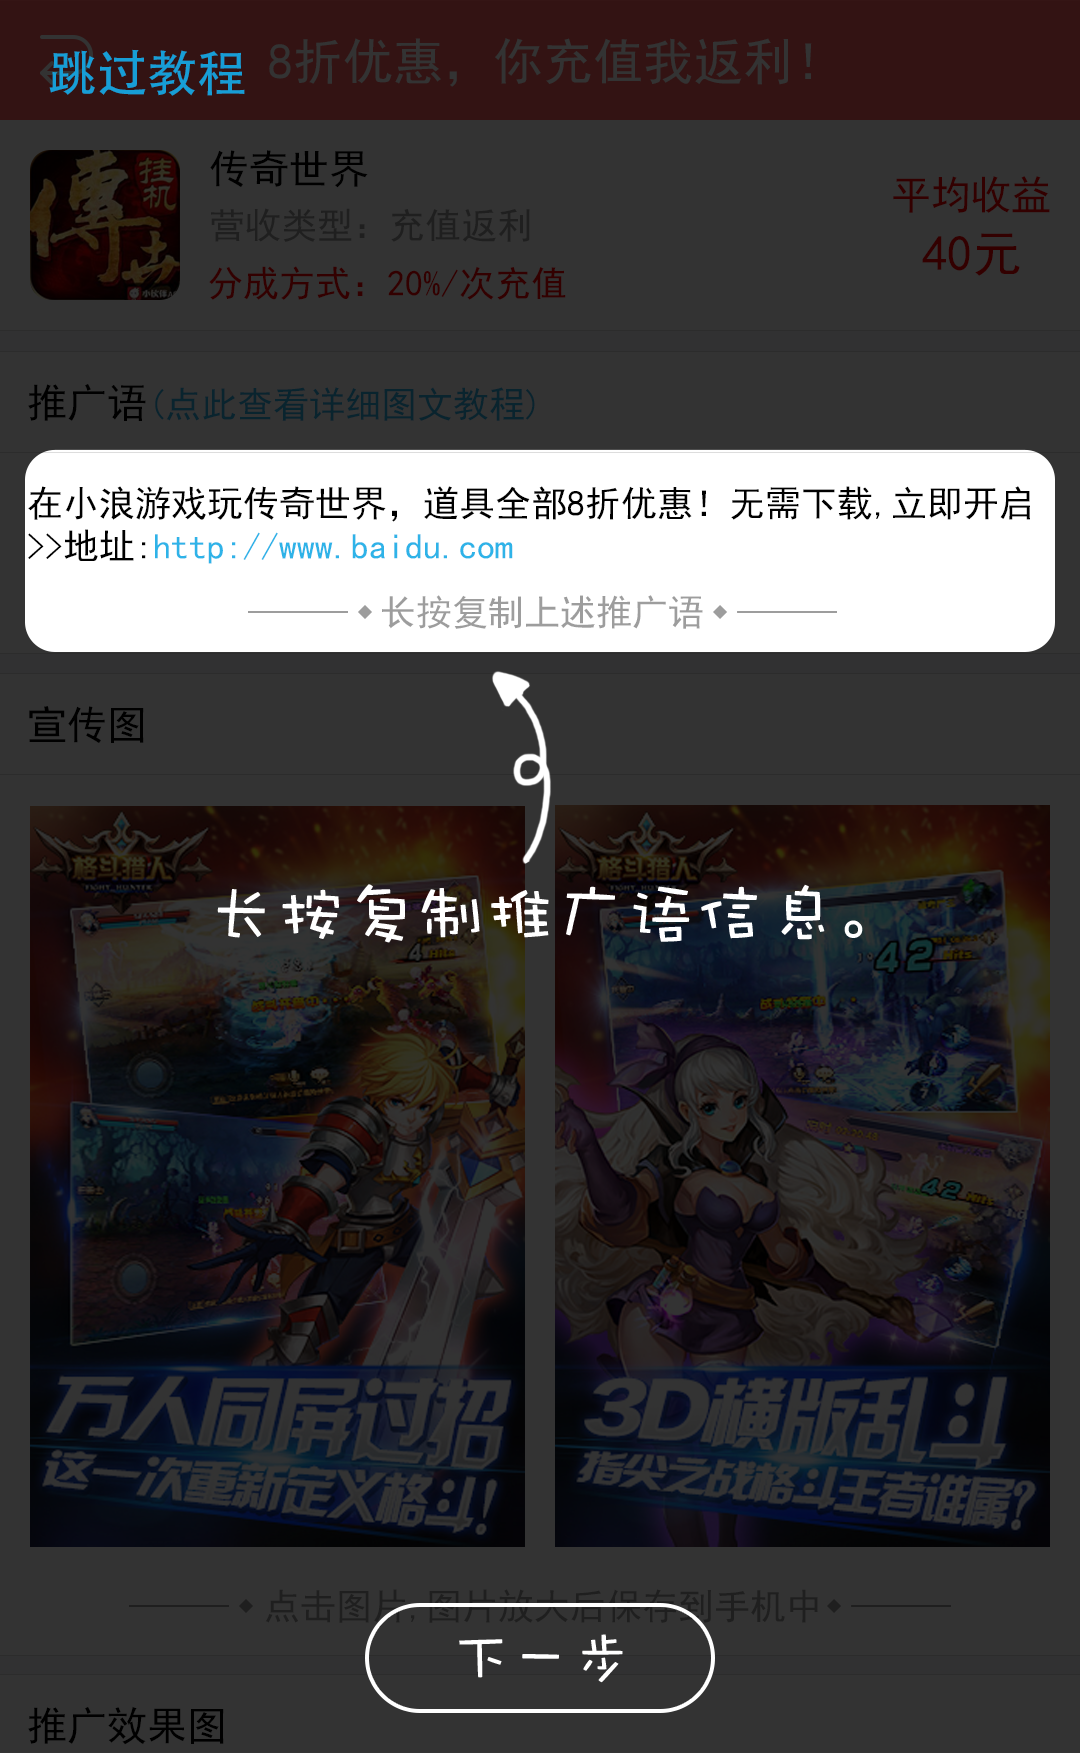 跳过教程
8折优惠，你充值我返利！
挂机
傳世
传奇世界
营收类型：充值返利
分成方式：20%/次充值
平均收益
40元
推广语(点此查看详细图文教程)
在小浪游戏玩传奇世界，道具全部8折优惠！无需下载,立即开启
>>地址:http://www.baidu.com
长按复制上述推广语
宣传图
格斗猎人
FIGHT HUNTER
格斗猎人
长按复制推广语信息。
42
42
万人同屏过招
这一次重新定义格斗!
3D横版乱斗
指尖之战格斗王者谁属?
点击图片,图片放大后保存到手机中
下一步
推广效果图